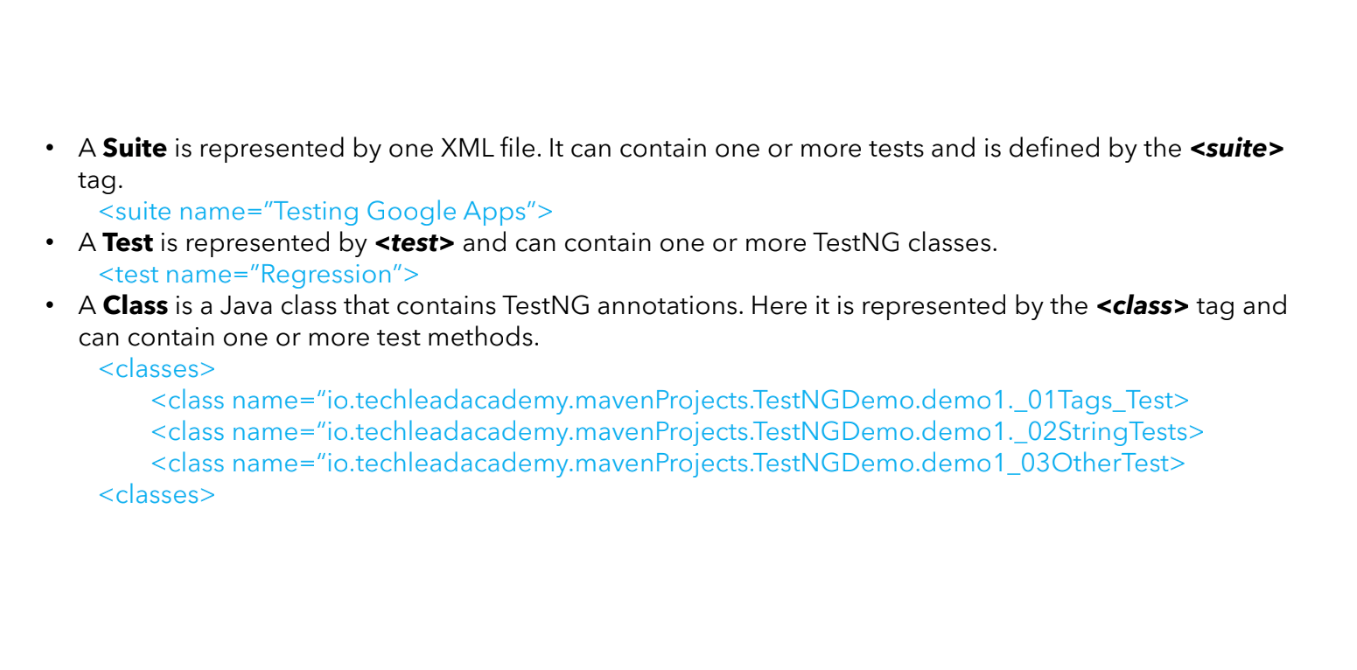 • A Suite is represented by one XML file. It can contain one or more tests and is defined by the <suite>
tag.
<suite name=“Testing Google Apps”>
• A Test is represented by <test> and can contain one or more TestNG classes.
<test name=“Regression”>
• A Class is a Java class that contains TestNG annotations. Here it is represented by the <class> tag and
can contain one or more test methods.
<classes>
<class name=“io.techleadacademy.mavenProjects.TestNGDemo.demo1._01Tags_Test>
<class name=“io.techleadacademy.mavenProjects.TestNGDemo.demo1._02StringTests>
<class name=“io.techleadacademy.mavenProjects.TestNGDemo.demo1_03OtherTest>
<classes>